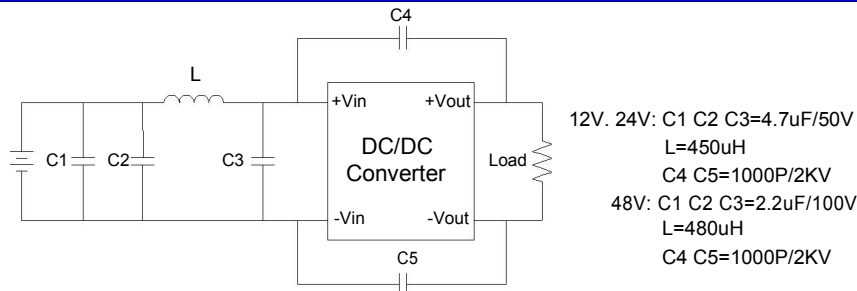 C4
L
+Vin
+Vout
12V. 24V: C1 C2 C3=4.7uF/50V
C1
C2
C3
DC/DC
Converter
Load
L=450uH
C4 C5=1000P/2KV
48V: C1 C2 C3=2.2uF/100V
-Vin
-Vout
L=480uH
C5
C4 C5=1000P/2KV